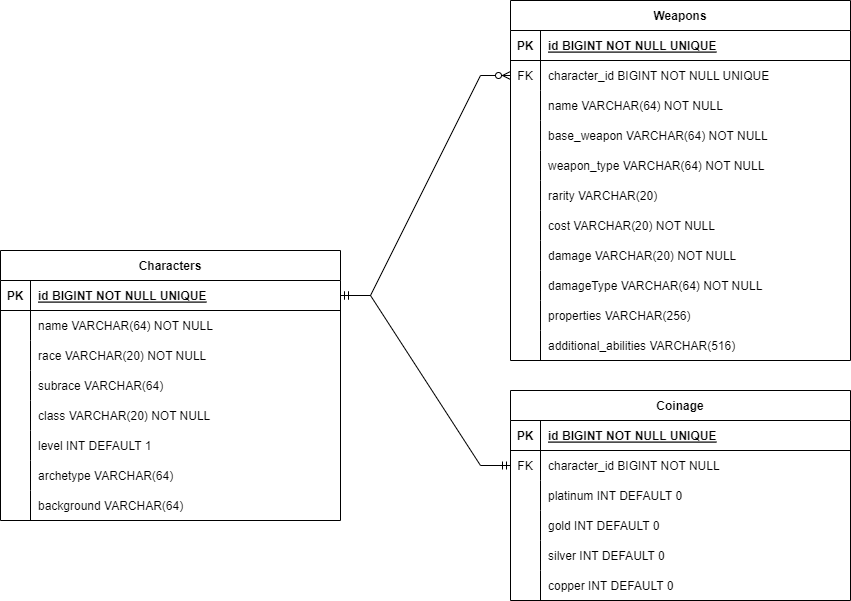 Weapons
PK id BIGINT NOT NULL UNIQUE
FK character_id BIGINT NOT NULL UNIQUE
name VARCHAR(64) NOT NULL
base_weapon VARCHAR(64) NOT NULL
weapon_type VARCHAR(64) NOT NULL
rarity VARCHAR(20)
cost VARCHAR(20) NOT NULL
damage VARCHAR(20) NOT NULL
damageType VARCHAR(64) NOT NULL
properties VARCHAR(256)
additional_abilities VARCHAR(516)
Characters
PK id BIGINT NOT NULL UNIQUE
name VARCHAR(64) NOT NULL
race VARCHAR(20) NOT NULL
subrace VARCHAR(64)
class VARCHAR(20) NOT NULL
level INT DEFAULT 1
archetype VARCHAR(64)
background VARCHAR(64)
Coinage
PK id BIGINT NOT NULL UNIQUE
FK character_id BIGINT NOT NULL
platinum INT DEFAULT 0
gold INT DEFAULT 0
silver INT DEFAULT 0
copper INT DEFAULT 0